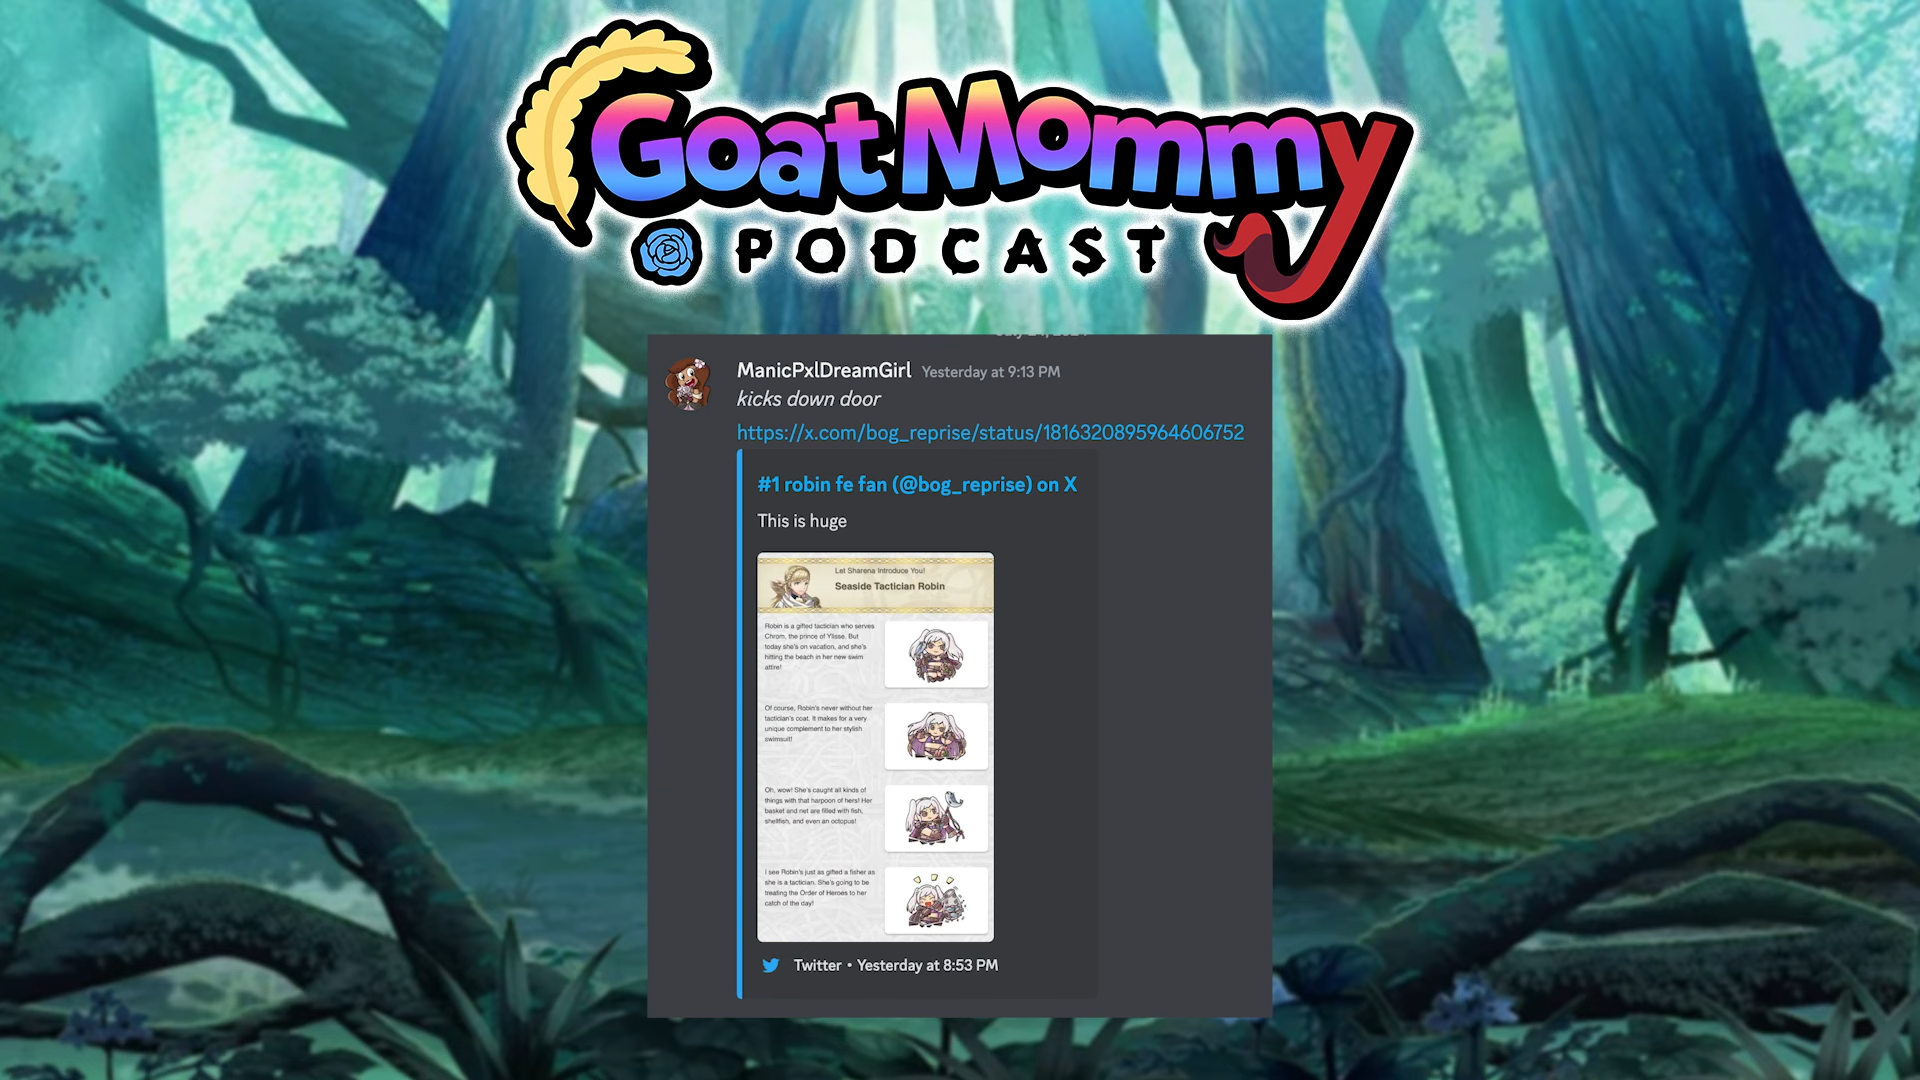 Goat Mommy
PODCAST
ManicPxlDreamGirl Yesterday at 9:13 PM
kicks down door
https://x.com/bog_reprise/status/1816320895964606752
#1 robin fe fan (@bog_reprise) on X
This is huge
Let Sharena Introduce You!
Seaside Tactician Robin
Robin is a gifted tactician who serves
Chrom, the prince of Ylisse. But
today she's on vacation, and she's
hitting the beach in her new swim
attire!
Of course, Robin's never without her
tactician's coat. It makes for a very
unique complement to her stylish
swimsuit!
Oh, wow! She's caught all kinds of
things with that harpoon of hers! Her
basket and net are filled with fish,
shellfish, and even an octopus!
I see Robin's just as gifted a fisher as
she is a tactician. She's going to be
treating the Order of Heroes to her
catch of the day!
Twitter • Yesterday at 8:53 PM